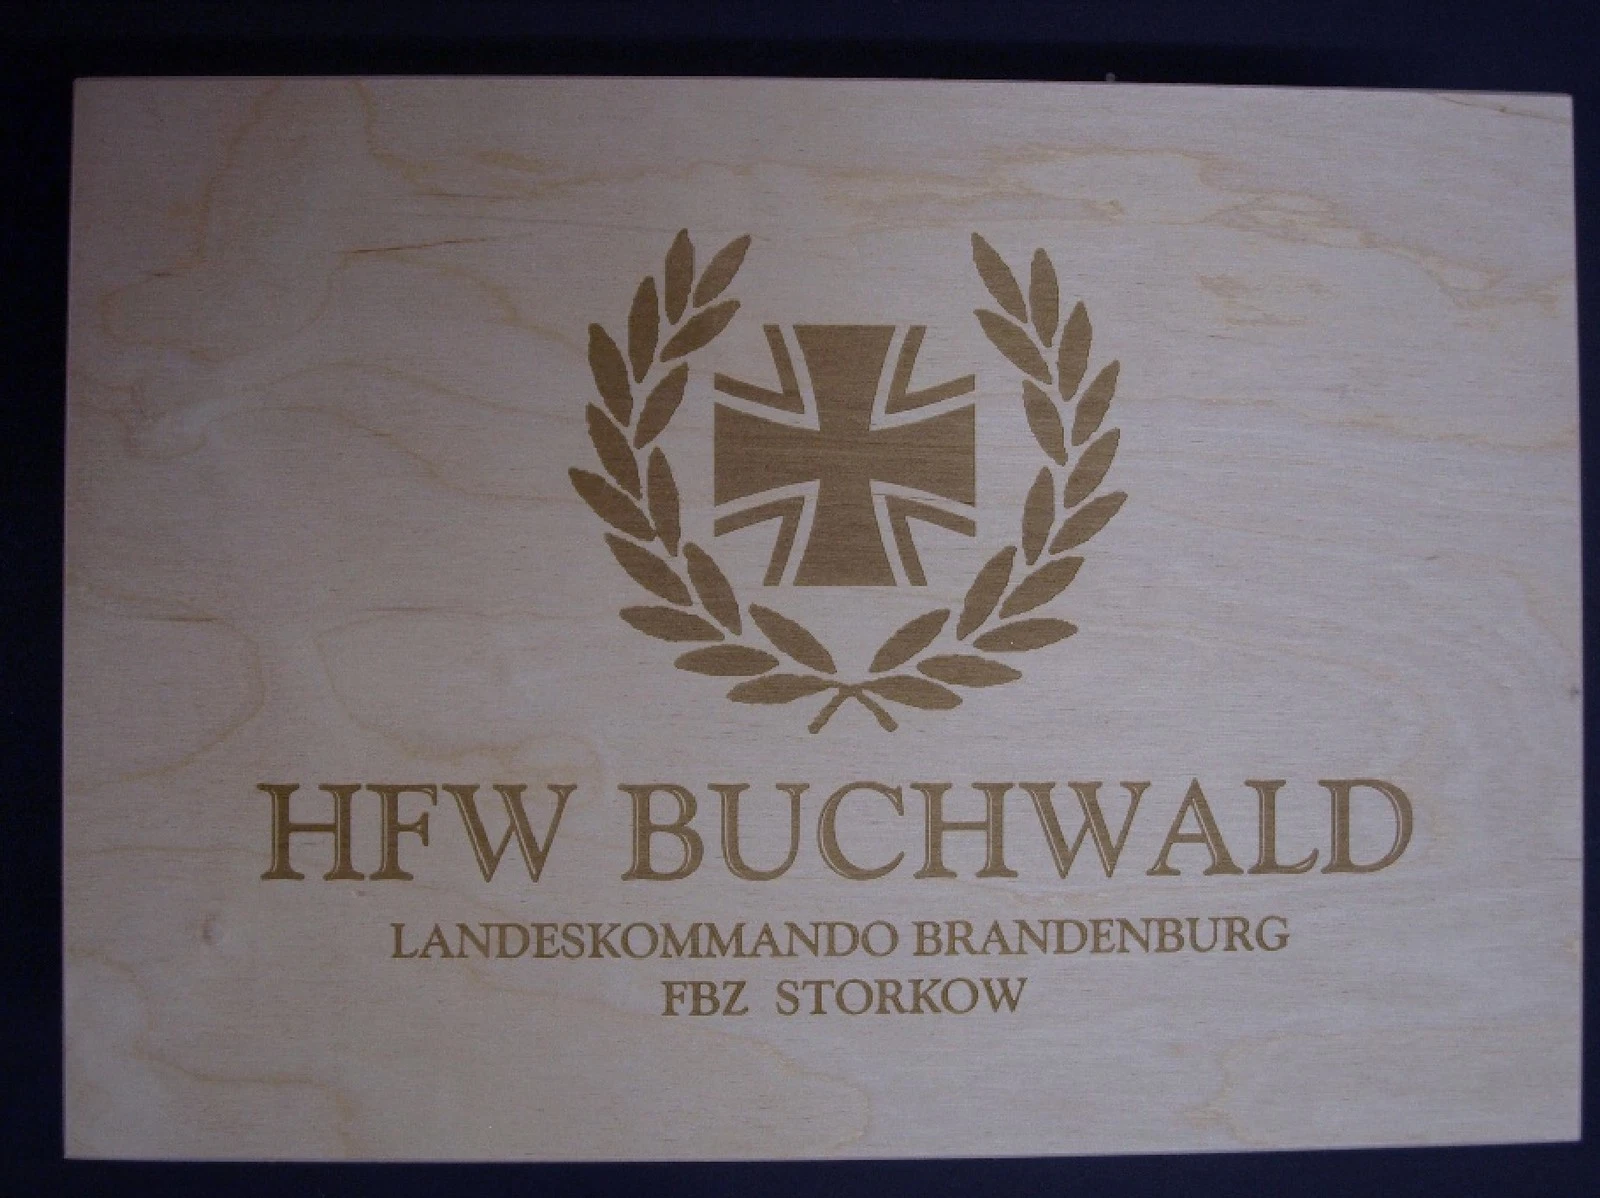 HFW BUCHWALD
LANDESKOMMANDO BRANDENBURG
FBZ STORKOW